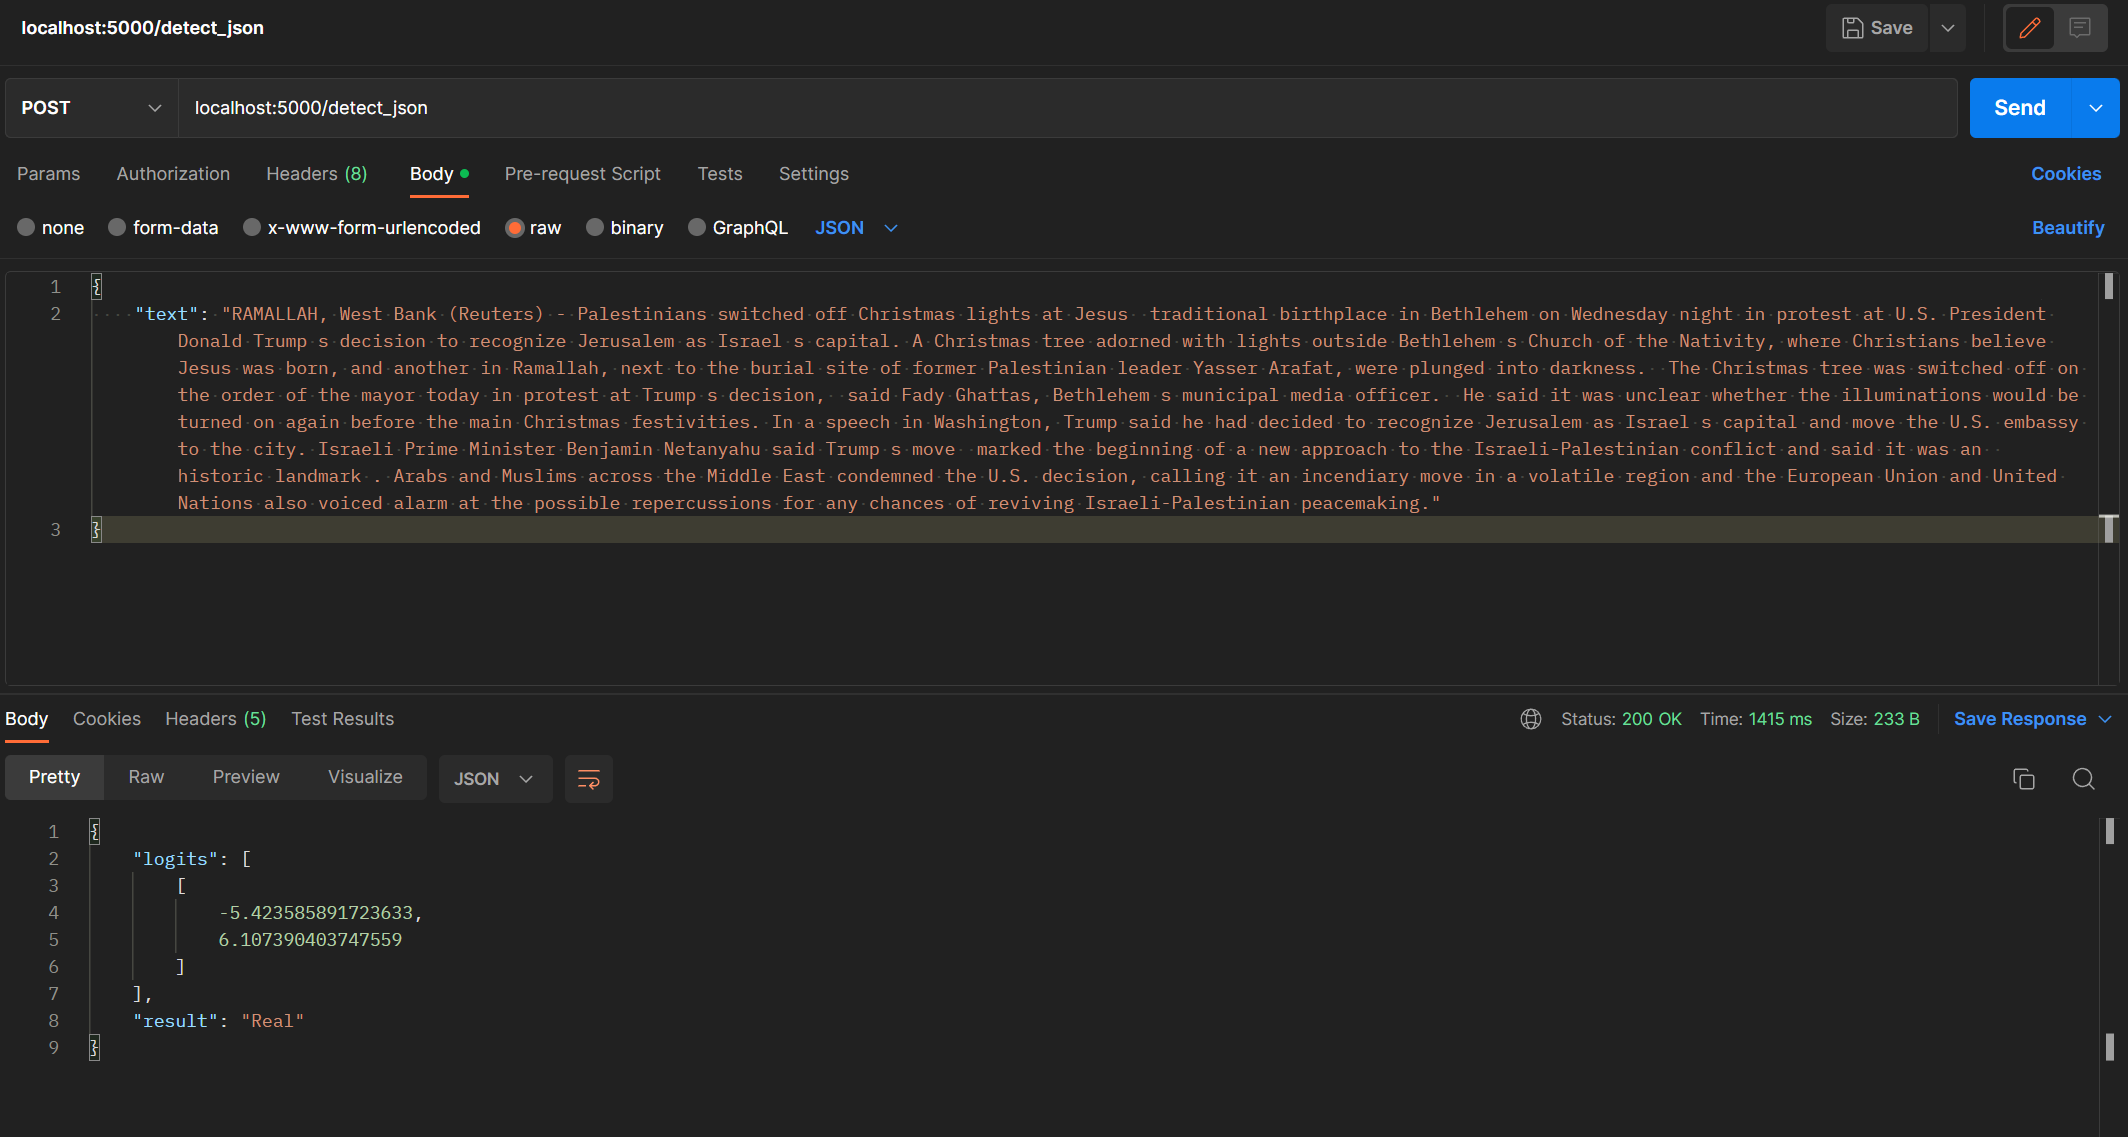 localhost:5000/detect_json
Save
POST
localhost:5000/detect_json
Send
Params Authorization Headers (8) Body Pre-request Script Tests Settings Cookies
none form-data x-www-form-urlencoded raw binary GraphQL JSON Beautify
1 {
2 "text": "RAMALLAH, West Bank (Reuters) - Palestinians switched off Christmas lights at Jesus  traditional birthplace in Bethlehem on Wednesday night in protest at U.S. President
Donald Trump s decision to recognize Jerusalem as Israel s capital. A Christmas tree adorned with lights outside Bethlehem s Church of the Nativity, where Christians believe
Jesus was born, and another in Ramallah, next to the burial site of former Palestinian leader Yasser Arafat, were plunged into darkness.  The Christmas tree was switched off on
the order of the mayor today in protest at Trump s decision,  said Fady Ghattas, Bethlehem s municipal media officer.  He said it was unclear whether the illuminations would be
turned on again before the main Christmas festivities. In a speech in Washington, Trump said he had decided to recognize Jerusalem as Israel s capital and move the U.S. embassy
to the city. Israeli Prime Minister Benjamin Netanyahu said Trump s move  marked the beginning of a new approach to the Israeli-Palestinian conflict and said it was an
historic landmark . Arabs and Muslims across the Middle East condemned the U.S. decision, calling it an incendiary move in a volatile region and the European Union and United
Nations also voiced alarm at the possible repercussions for any chances of reviving Israeli-Palestinian peacemaking."
3 }
Body Cookies Headers (5) Test Results Status: 200 OK Time: 1415 ms Size: 233 B Save Response
Pretty Raw Preview Visualize JSON
1 {
2 "logits": [
3 [
4 -5.423585891723633,
5 6.107390403747559
6 ]
7 ],
8 "result": "Real"
9 }